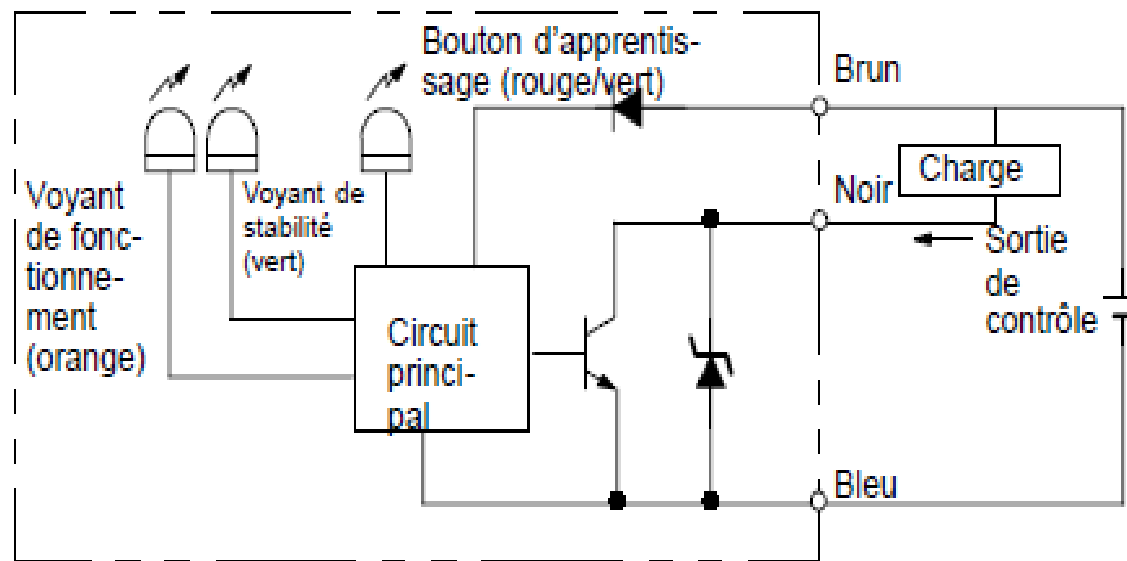 Bouton d'apprentis-
sage (rouge/vert)
Brun
Voyant
de fonc-
tionne-
ment
(orange)
Voyant de
stabilité
(vert)
Noir
Charge
Sortie
de
contrôle
Circuit
princi-
pal
Bleu